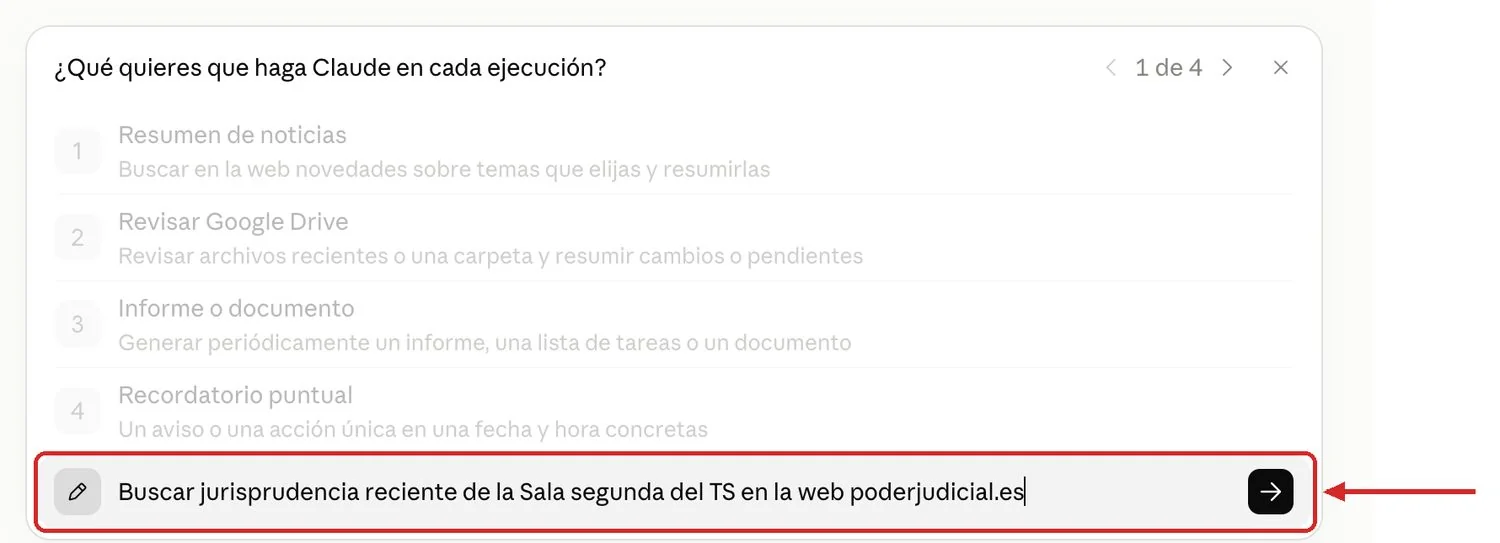 ¿Qué quieres que haga Claude en cada ejecución?
1 de 4
1
Resumen de noticias
Buscar en la web novedades sobre temas que elijas y resumirlas
2
Revisar Google Drive
Revisar archivos recientes o una carpeta y resumir cambios o pendientes
3
Informe o documento
Generar periódicamente un informe, una lista de tareas o un documento
4
Recordatorio puntual
Un aviso o una acción única en una fecha y hora concretas
Buscar jurisprudencia reciente de la Sala segunda del TS en la web poderjudicial.es